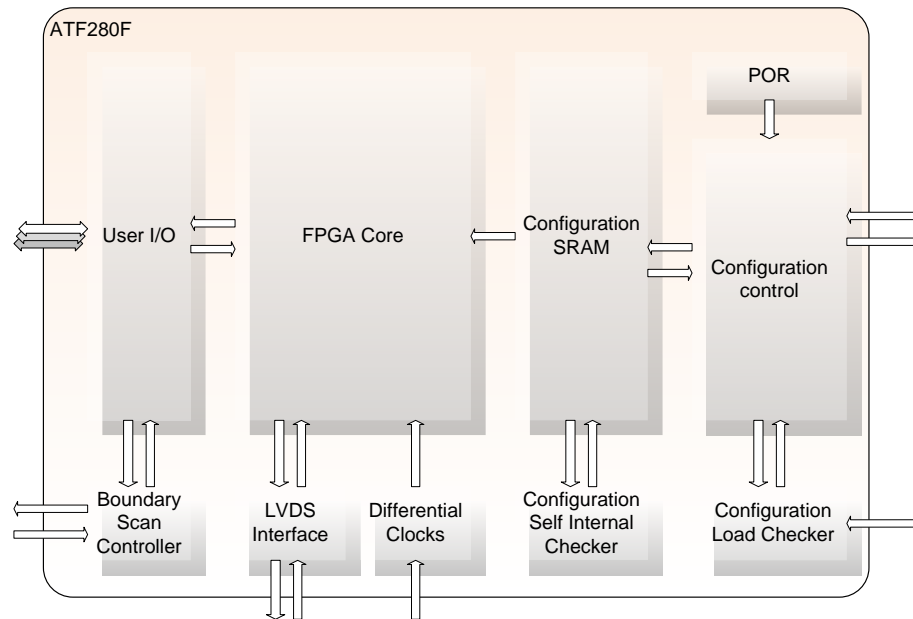 ATF280F
POR
User I/O
FPGA Core
Configuration
SRAM
Configuration
control
Boundary
Scan
Controller
LVDS
Interface
Differential
Clocks
Configuration
Self Internal
Checker
Configuration
Load Checker